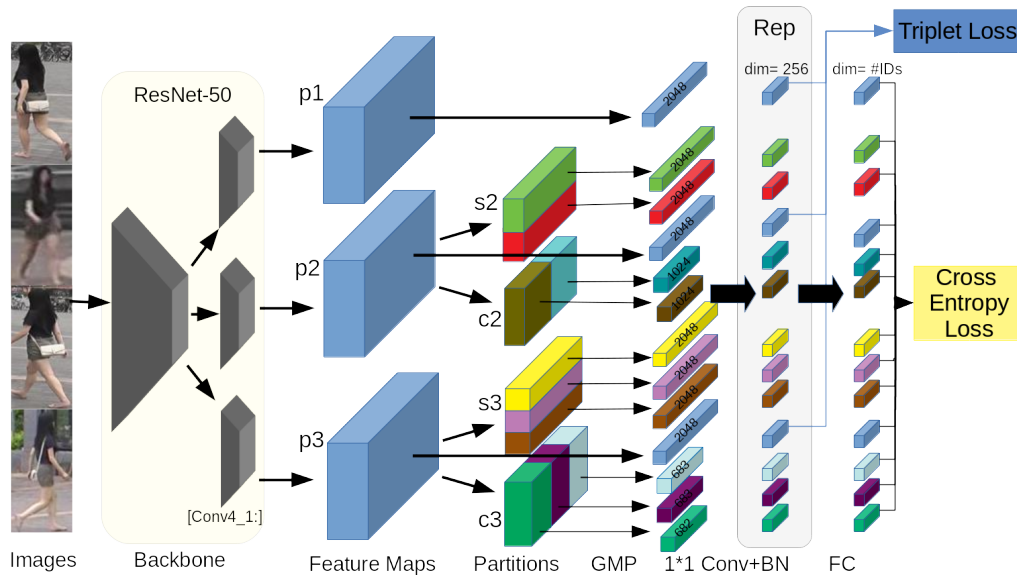 Rep
Triplet Loss
ResNet-50
dim= 256
dim= #IDs
p1
2048
2048
s2
2048
2048
p2
1024
c2
1024
Cross
Entropy
Loss
2048
2048
s3
2048
p3
2048
683
683
c3
682
[Conv4_1:]
Images
Backbone
Feature Maps
Partitions
GMP
1*1 Conv+BN
FC